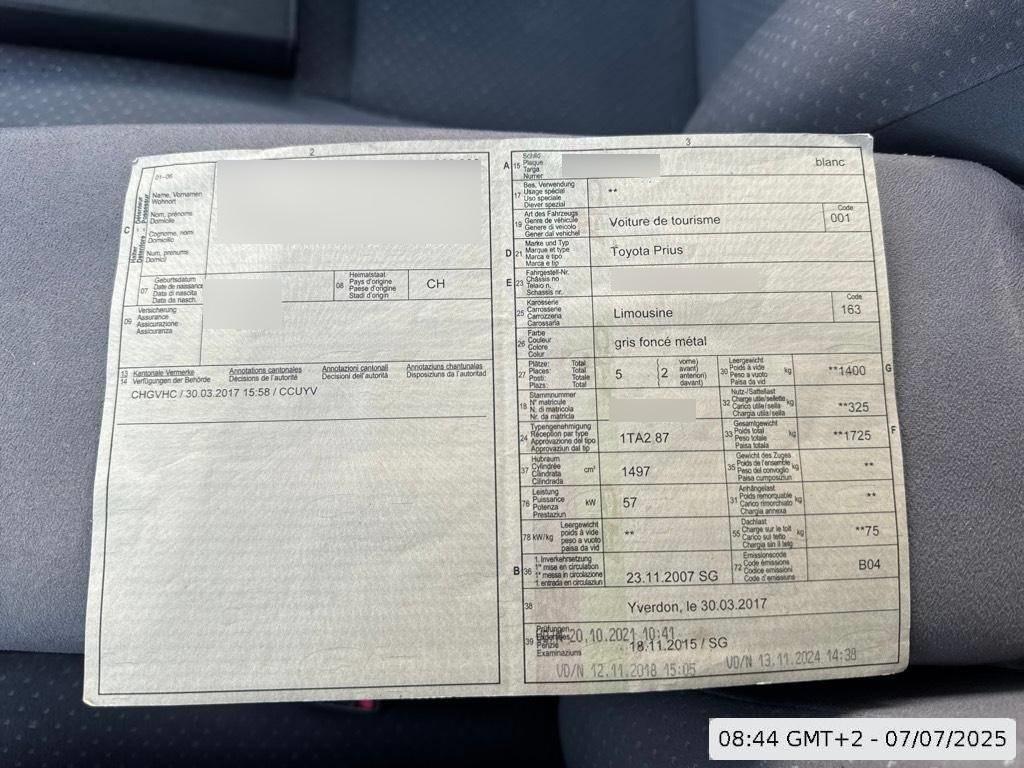 2
01-06
C
Name, Vornamen
Wohnort
Nom, prénoms
Domicile
Cognome, nomi
Domicilio
Num, prenums
Domicil
07
Geburtsdatum
Date de naissance
Data di nascita
Data da nasch.
08
Heimatstaat
Pays d'origine
Paese d'origine
Stadi d'origin
CH
09
Versicherung
Assurance
Assicurazione
Assicuranza
13
14
Kantonale Vermerke
Annotations cantonales
Annotazioni cantonali
Annotaziuns chantunalas
Verfügungen der Behörde
Décisions de l'autorité
Decisioni dell'autorità
Disposiziuns da l'autoritad
CHGVHC / 30.03.2017 15:58 / CCUYV
3
A
15
Schild
Plaque
Targa
Numer
blanc
17
Bes. Verwendung
Usage spécial
Uso speciale
Diever spezial
**
19
Art des Fahrzeugs
Genre de véhicule
Genere di veicolo
Gener dal vehichel
Voiture de tourisme
Code
001
D
21
Marke und Typ
Marque et type
Marca e tipo
Marca e tip
Toyota Prius
E
23
Fahrgestell-Nr.
Châssis no
Telaio n.
Schassis nr.
25
Karosserie
Carrosserie
Carrozzeria
Carossaria
Limousine
Code
163
26
Farbe
Couleur
Colore
Colur
gris foncé métal
27
Plätze: Total
Places: Total
Posti: Totale
Plazs: Total
5
( 2
vorne)
avant)
anteriori)
davant)
30
Leergewicht
Poids à vide
Peso a vuoto
Paisa da vid
kg
**1400
G
18
Stammnummer
N° matricule
N. di matricola
Nr. da matricla
32
Nutz-/Sattellast
Charge utile/sellette
Carico utile/sella
Chargia utila/sella
kg
**325
24
Typengenehmigung
Réception par type
Approvazione del tipo
Approvaziun dal tip
1TA2 87
33
Gesamtgewicht
Poids total
Peso totale
Paisa totala
kg
**1725
F
37
Hubraum
Cylindrée
Cilindrata
Cilindrada
cm³
1497
35
Gewicht des Zuges
Poids de l'ensemble
Peso del convoglio
Paisa cumposiziun
kg
**
76
Leistung
Puissance
Potenza
Prestaziun
kW
57
31
Anhängelast
Poids remorquable
Carico rimorchiato
Chargia annexa
kg
**
78 kW/kg
Leergewicht
poids à vide
peso a vuoto
paisa da vid
**
55
Dachlast
Charge sur le toit
Carico sul tetto
Chargia sin il tetg
kg
**75
B
36
1. Inverkehrsetzung
1re mise en circulation
1a messa in circolazione
1. entrada en circulaziun
23.11.2007 SG
72
Emissionscode
Code émissions
Codice emissioni
Code d'emissiuns
B04
38
Yverdon, le 30.03.2017
39
Prüfungen
Expertises
Perizie
Examinaziuns
20.10.2021 10:41
18.11.2015 / SG
VD/N 12.11.2018 15:05
VD/N 13.11.2024 14:38
08:44 GMT+2 - 07/07/2025